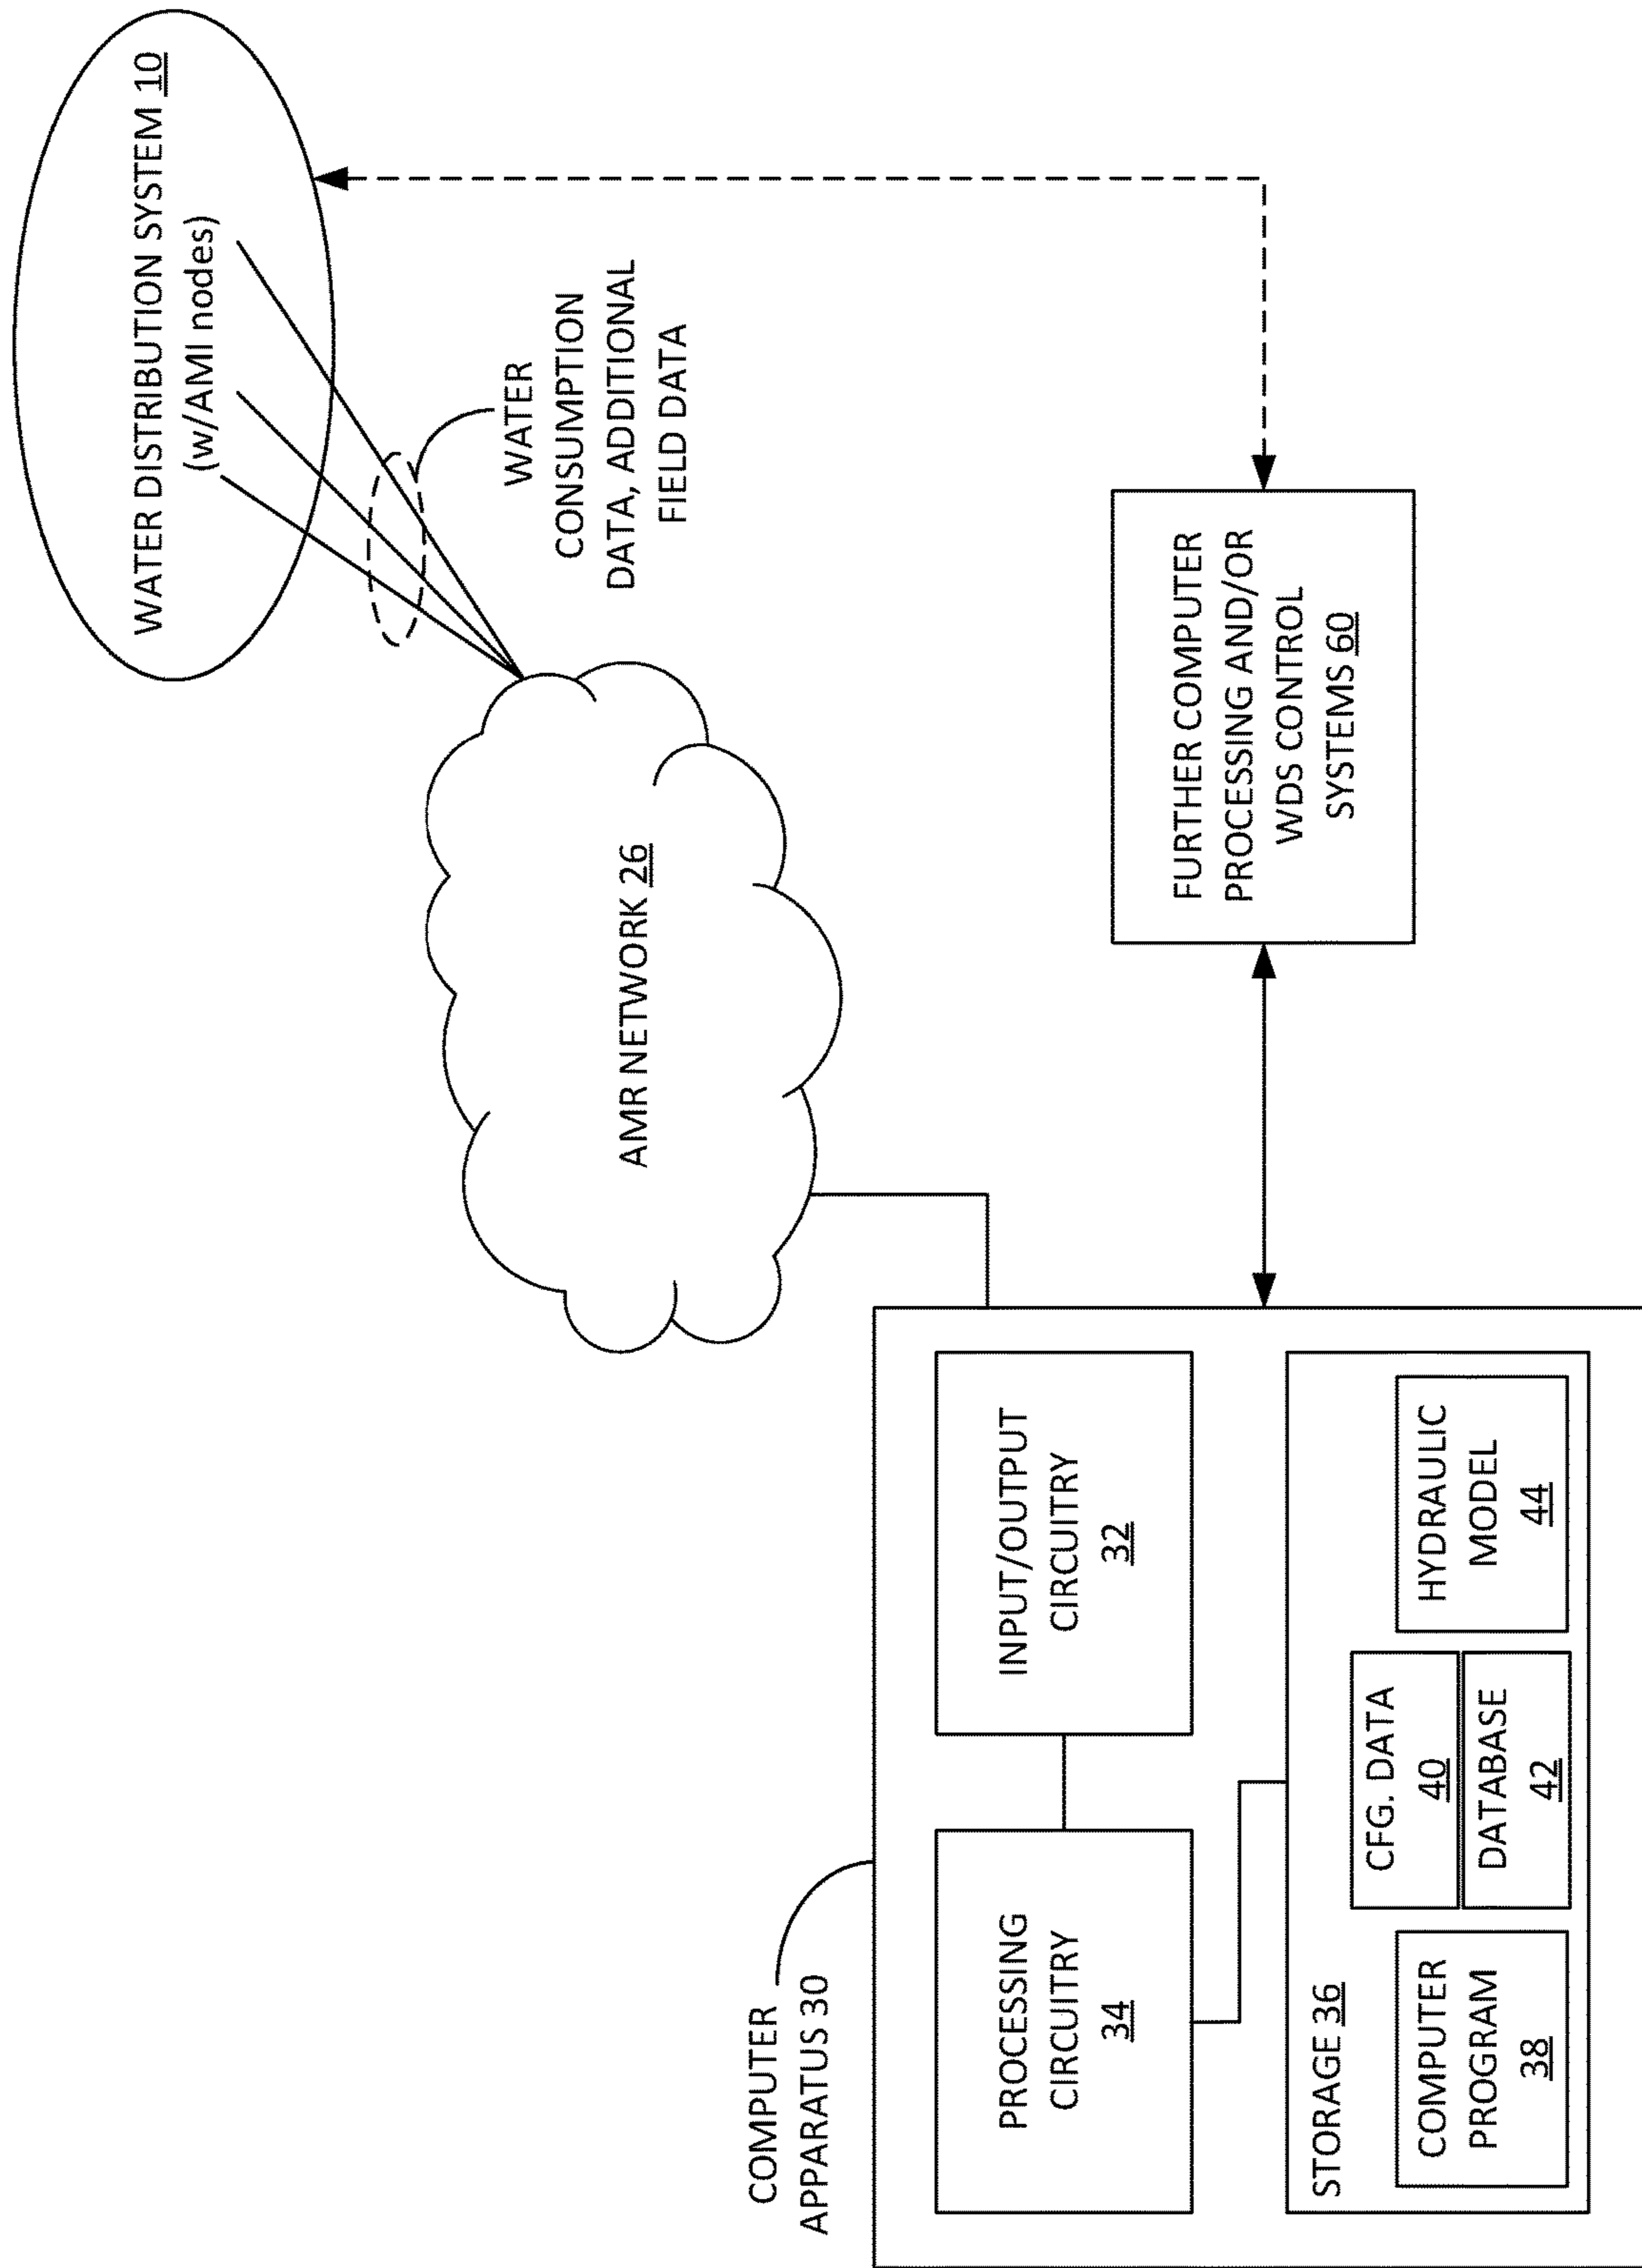 WATER DISTRIBUTION SYSTEM 10
(w/AMI nodes)
WATER
CONSUMPTION
DATA, ADDITIONAL
FIELD DATA
AMR NETWORK 26
COMPUTER
APPARATUS 30
PROCESSING
CIRCUITRY
34
INPUT/OUTPUT
CIRCUITRY
32
FURTHER COMPUTER
PROCESSING AND/OR
WDS CONTROL
SYSTEMS 60
STORAGE 36
COMPUTER
PROGRAM
38
CFG. DATA
40
DATABASE
42
HYDRAULIC
MODEL
44